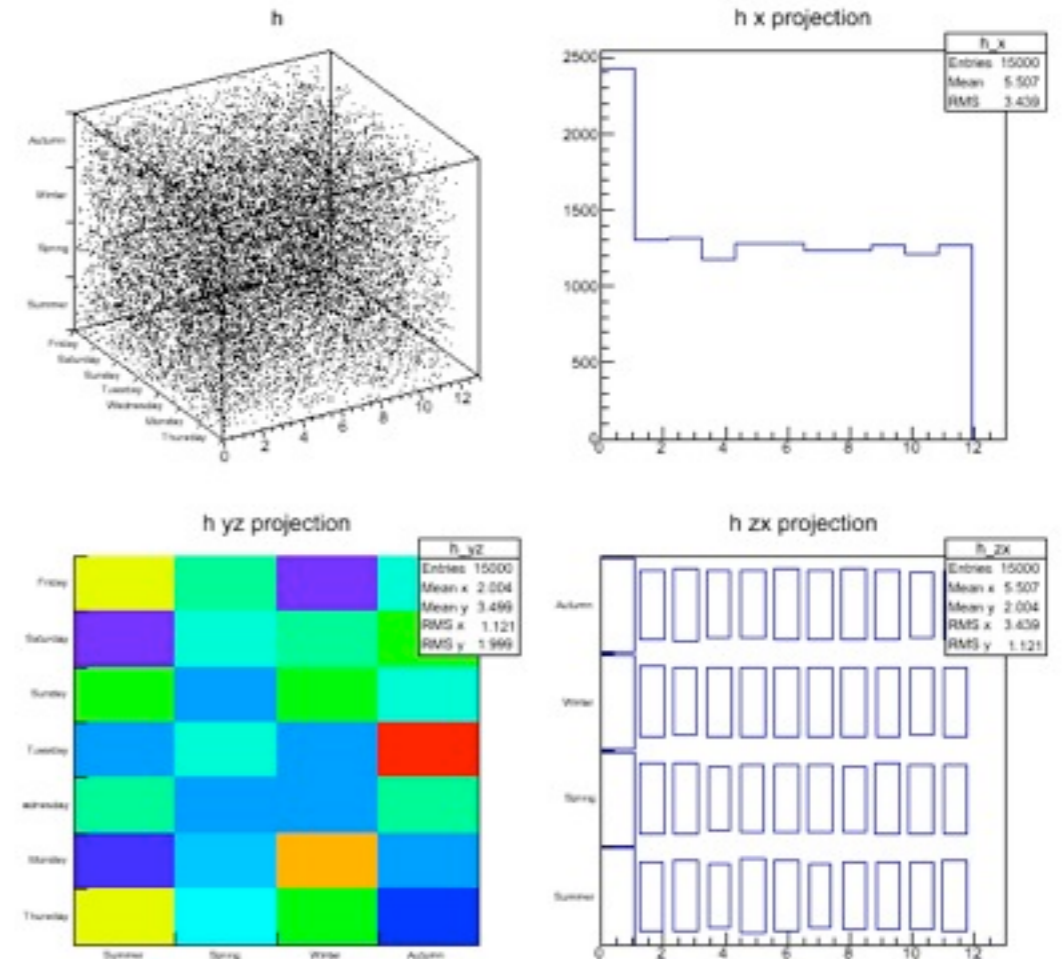 h
Autumn
Winter
Spring
Summer
Friday
Saturday
Sunday
Tuesday
Wednesday
Monday
Thursday
0 2 4 6 8 10 12
h x projection
h_x
Entries 15000
Mean 5.507
RMS 3.439
2500
2000
1500
1000
500
0
0 2 4 6 8 10 12
h yz projection
h_yz
Entries 15000
Mean x 2.004
Mean y 3.499
RMS x 1.121
RMS y 1.999
Friday
Saturday
Sunday
Tuesday
Monday
Thursday
Summer Spring Winter Autumn
h zx projection
h_zx
Entries 15000
Mean x 5.507
Mean y 2.004
RMS x 3.439
RMS y 1.121
Autumn
Winter
Spring
Summer
0 2 4 6 8 10 12